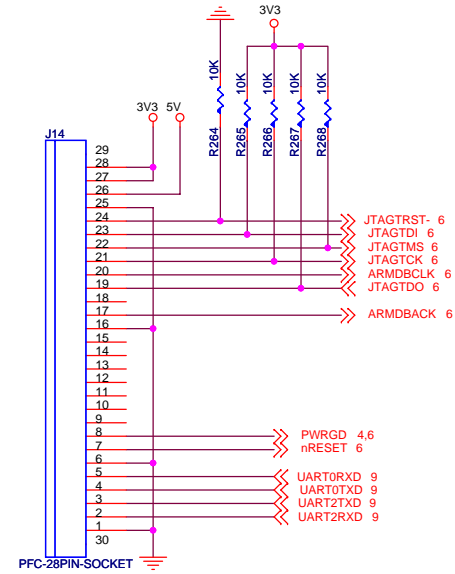 3V3
10K
10K
10K
10K
10K
R264
R265
R266
R267
R268
3V3 5V
J14
29
28
27
26
25
24
23
22
21
20
19
18
17
16
15
14
13
12
11
10
9
8
7
6
5
4
3
2
1
30
JTAGTRST- 6
JTAGTDI 6
JTAGTMS 6
JTAGTCK 6
ARMDBCLK 6
JTAGTDO 6
ARMDBACK 6
PWRGD 4,6
nRESET 6
UART0RXD 9
UART0TXD 9
UART2TXD 9
UART2RXD 9
PFC-28PIN-SOCKET